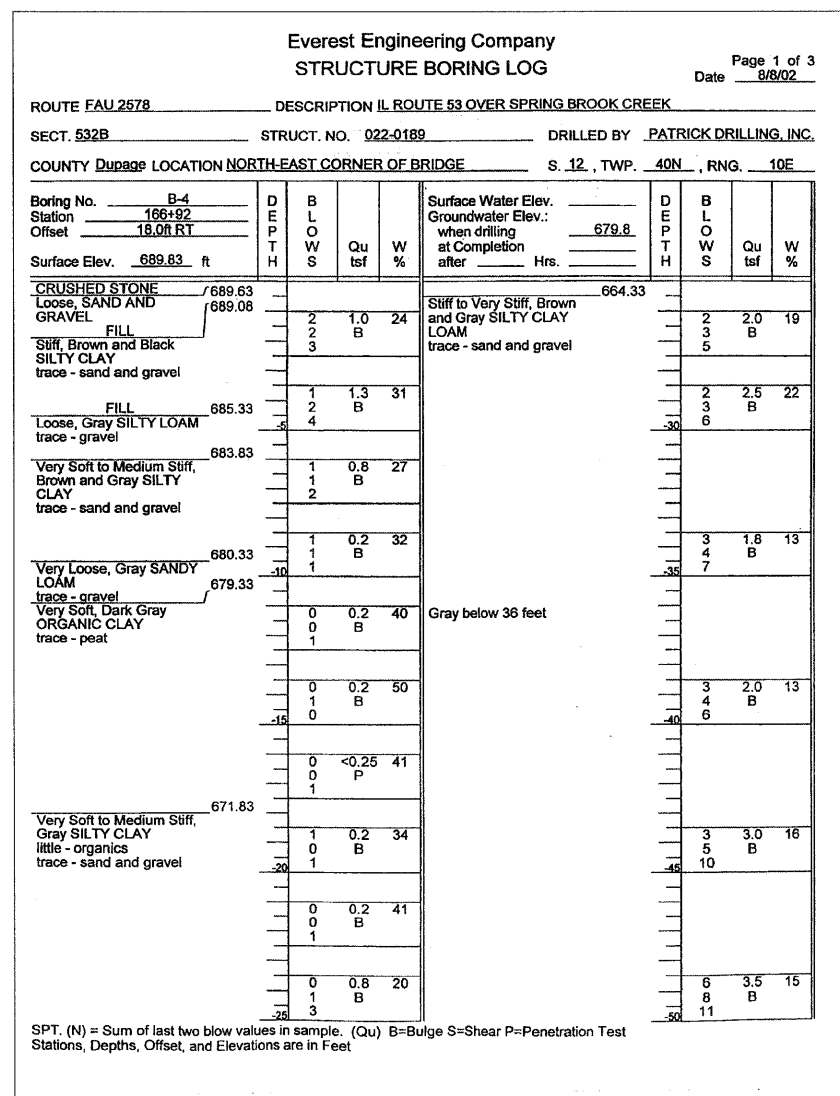 Everest Engineering Company
STRUCTURE BORING LOG
Page 1 of 3
Date 8/8/02
ROUTE FAU 2578 DESCRIPTION IL ROUTE 53 OVER SPRING BROOK CREEK
SECT. 532B STRUCT. NO. 022-0189 DRILLED BY PATRICK DRILLING, INC.
COUNTY Dupage LOCATION NORTH-EAST CORNER OF BRIDGE S. 12 , TWP. 40N , RNG. 10E
Boring No. B-4
Station 166+92
Offset 18.0ft RT
Surface Elev. 689.83 ft
DEPTH
BLOWS
Qu tsf
W %
CRUSHED STONE 689.63
Loose, SAND AND 689.08
GRAVEL
FILL
Stiff, Brown and Black
SILTY CLAY
trace - sand and gravel
FILL 685.33
Loose, Gray SILTY LOAM
trace - gravel
683.83
Very Soft to Medium Stiff,
Brown and Gray SILTY
CLAY
trace - sand and gravel
680.33
Very Loose, Gray SANDY
LOAM 679.33
trace - gravel
Very Soft, Dark Gray
ORGANIC CLAY
trace - peat
671.83
Very Soft to Medium Stiff,
Gray SILTY CLAY
little - organics
trace - sand and gravel
2 1.0 24
2 B
3
1 1.3 31
2 B
-5 4
1 0.8 27
1 B
2
1 0.2 32
1 B
-10 1
0 0.2 40
0 B
1
0 0.2 50
1 B
-15 0
0 <0.25 41
0 P
1
1 0.2 34
0 B
-20 1
0 0.2 41
0 B
1
0 0.8 20
1 B
-25 3
Surface Water Elev.
Groundwater Elev.:
when drilling 679.8
at Completion
after Hrs.
DEPTH
BLOWS
Qu tsf
W %
664.33
Stiff to Very Stiff, Brown
and Gray SILTY CLAY
LOAM
trace - sand and gravel
Gray below 36 feet
2 2.0 19
3 B
5
2 2.5 22
3 B
-30 6
3 1.8 13
4 B
-35 7
3 2.0 13
4 B
-40 6
3 3.0 16
5 B
-45 10
6 3.5 15
8 B
-50 11
SPT. (N) = Sum of last two blow values in sample. (Qu) B=Bulge S=Shear P=Penetration Test
Stations, Depths, Offset, and Elevations are in Feet